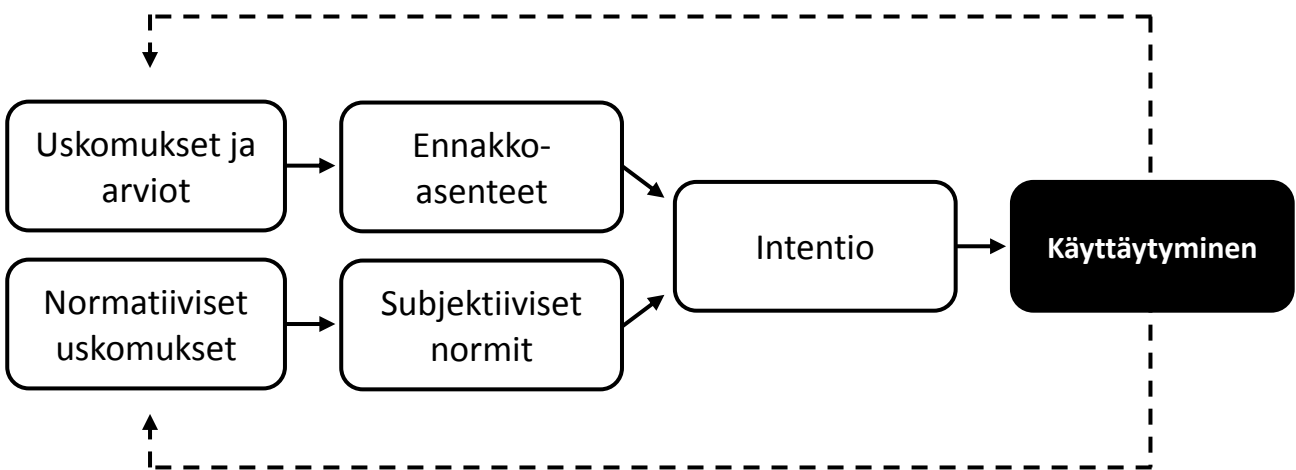 Uskomukset ja
arviot
Ennakko-
asenteet
Intentio
Käyttäytyminen
Normatiiviset
uskomukset
Subjektiiviset
normit